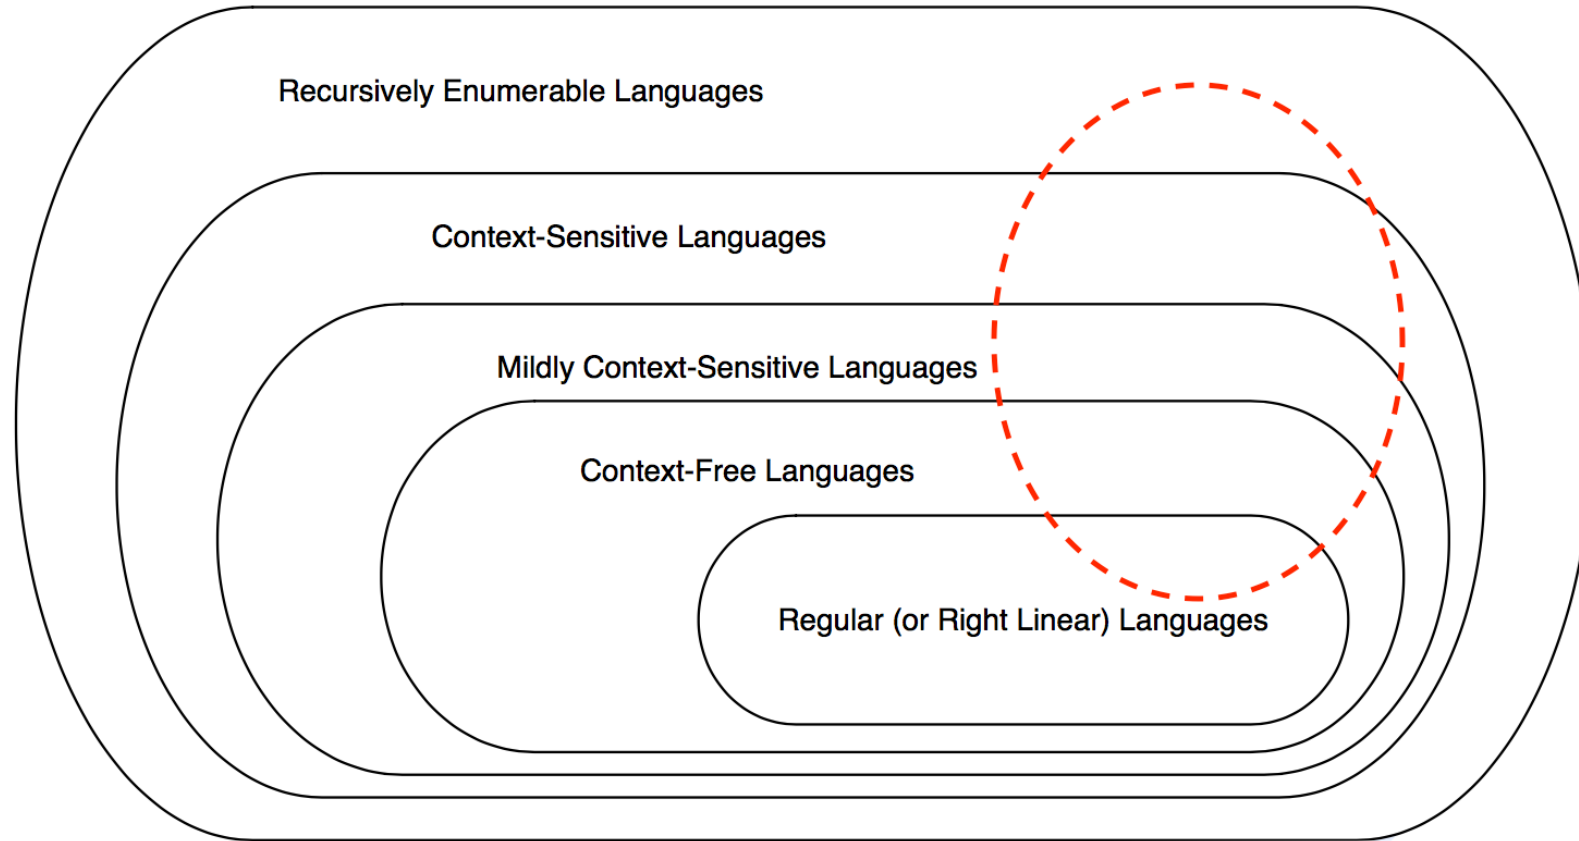 Recursively Enumerable Languages
Context-Sensitive Languages
Mildly Context-Sensitive Languages
Context-Free Languages
Regular (or Right Linear) Languages